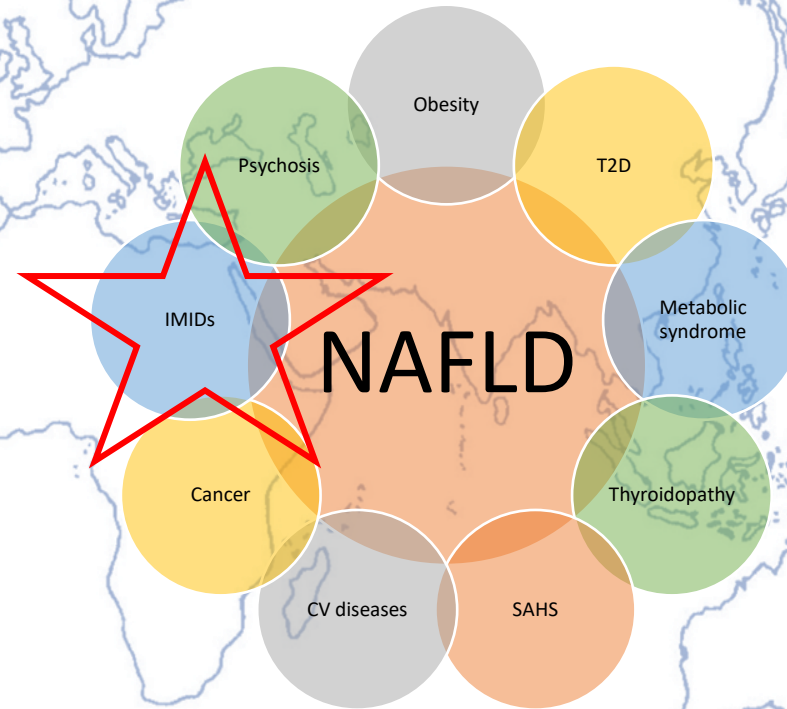 Obesity
T2D
Metabolic
syndrome
Thyroidopathy
SAHS
CV diseases
Cancer
IMIDs
Psychosis
NAFLD